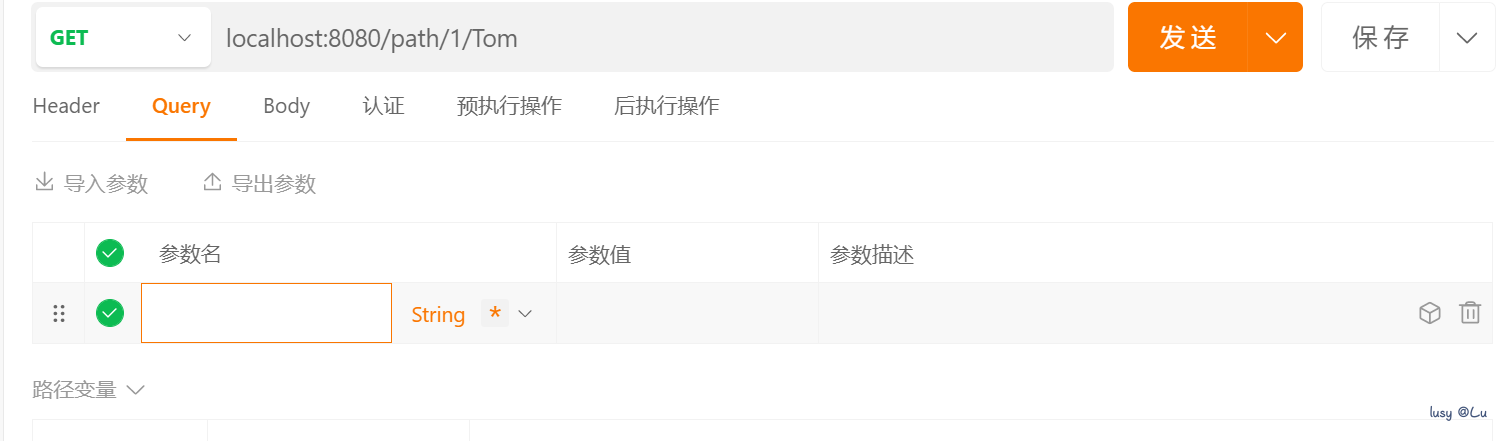 GET localhost:8080/path/1/Tom 发送 保存
Header Query Body 认证 预执行操作 后执行操作
导入参数 导出参数
参数名 参数值 参数描述
String *
路径变量
lusy @Lu